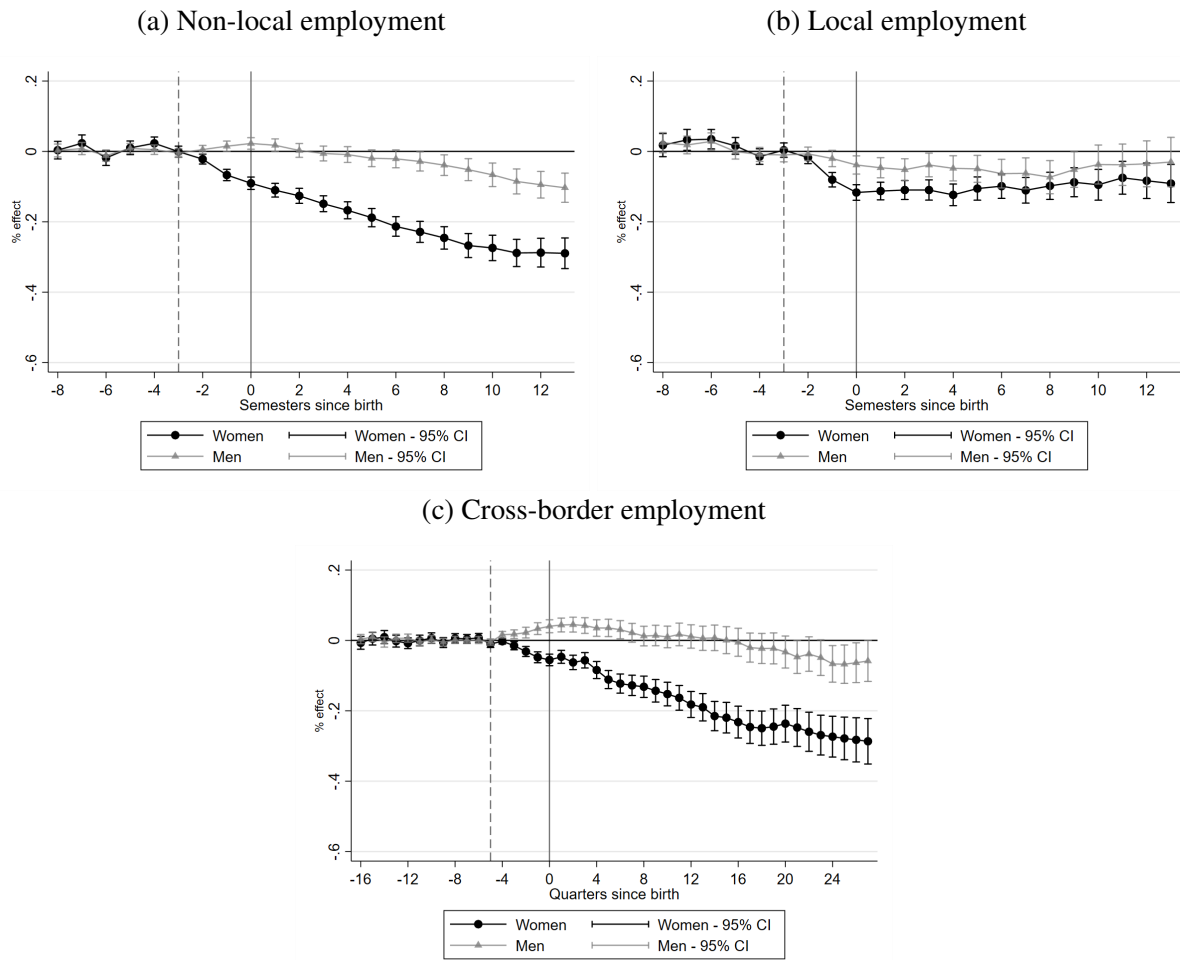 (a) Non-local employment
% effect
.2
0
-.2
-.4
-.6
-8 -6 -4 -2 0 2 4 6 8 10 12
Semesters since birth
Women Women - 95% CI
Men Men - 95% CI
(b) Local employment
% effect
.2
0
-.2
-.4
-.6
-8 -6 -4 -2 0 2 4 6 8 10 12
Semesters since birth
Women Women - 95% CI
Men Men - 95% CI
(c) Cross-border employment
% effect
.2
0
-.2
-.4
-.6
-16 -12 -8 -4 0 4 8 12 16 20 24
Quarters since birth
Women Women - 95% CI
Men Men - 95% CI